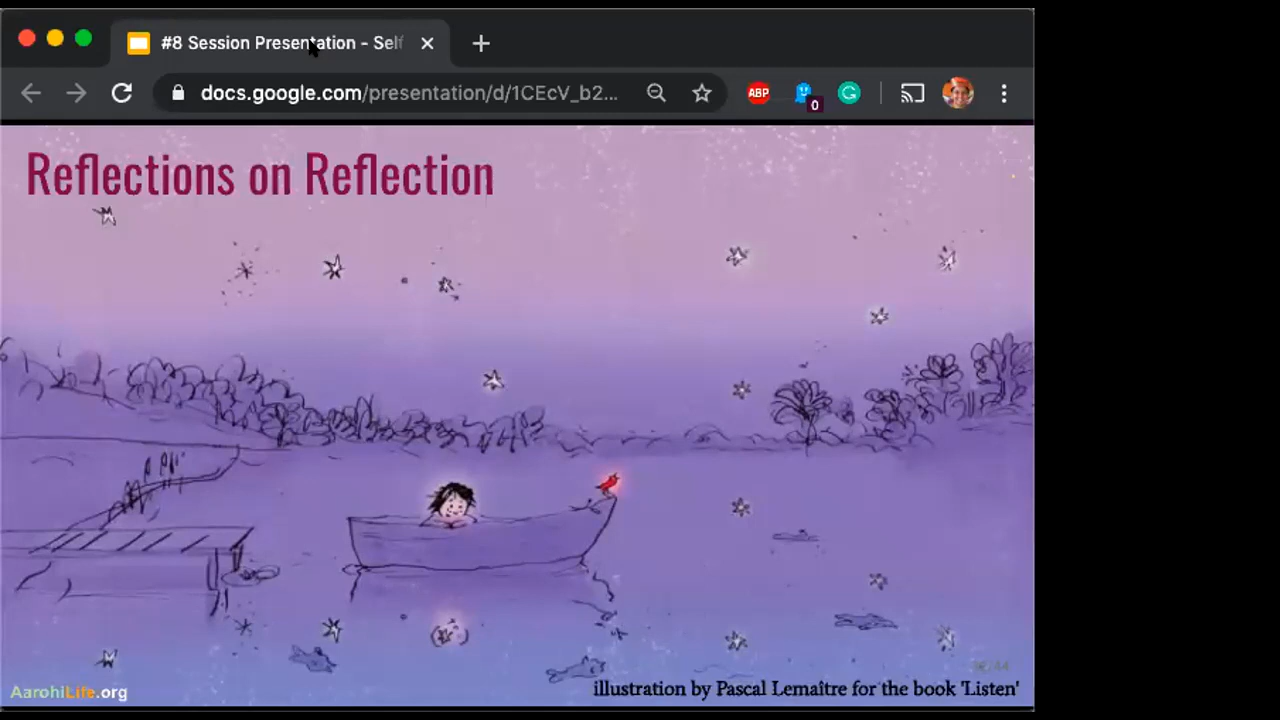 #8 Session Presentation - Self
docs.google.com/presentation/d/1CEcV_b2...
ABP
0
Reflections on Reflection
AarohiLife.org
illustration by Pascal Lemaître for the book 'Listen'